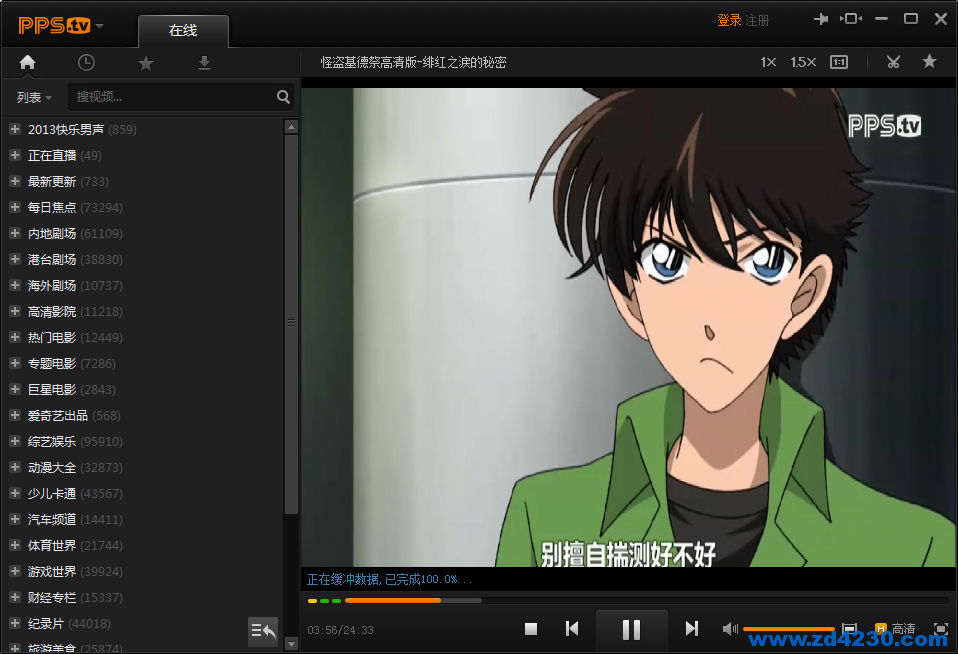 PPS.tv
在线
登录 注册
怪盗基德祭高清版-绯红之泪的秘密
1× 1.5× 1:1
列表 搜视频...
2013快乐男声 (859)
正在直播 (49)
最新更新 (733)
每日焦点 (73294)
内地剧场 (61109)
港台剧场 (38830)
海外剧场 (10737)
高清影院 (11218)
热门电影 (12449)
专题电影 (7286)
巨星电影 (2843)
爱奇艺出品 (568)
综艺娱乐 (95910)
动漫大全 (32873)
少儿卡通 (43567)
汽车频道 (14411)
体育世界 (21744)
游戏世界 (39924)
财经专栏 (15337)
纪录片 (44018)
旅游美食 (25874)
PPS.tv
别擅自揣测好不好
正在缓冲数据, 已完成100.0%...
03:56/24:33
H 高清
www.zd4230.com